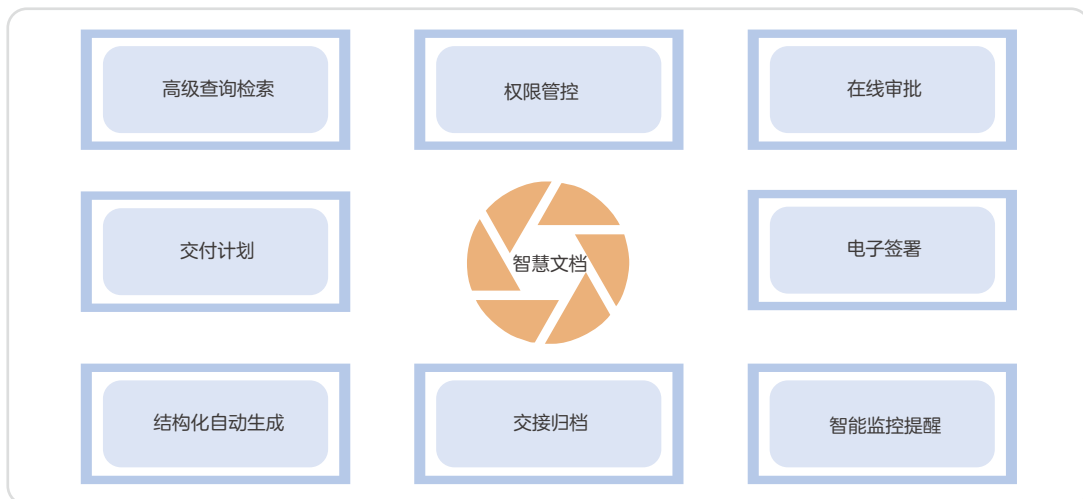 高级查询检索
权限管控
在线审批
交付计划
智慧文档
电子签署
结构化自动生成
交接归档
智能监控提醒